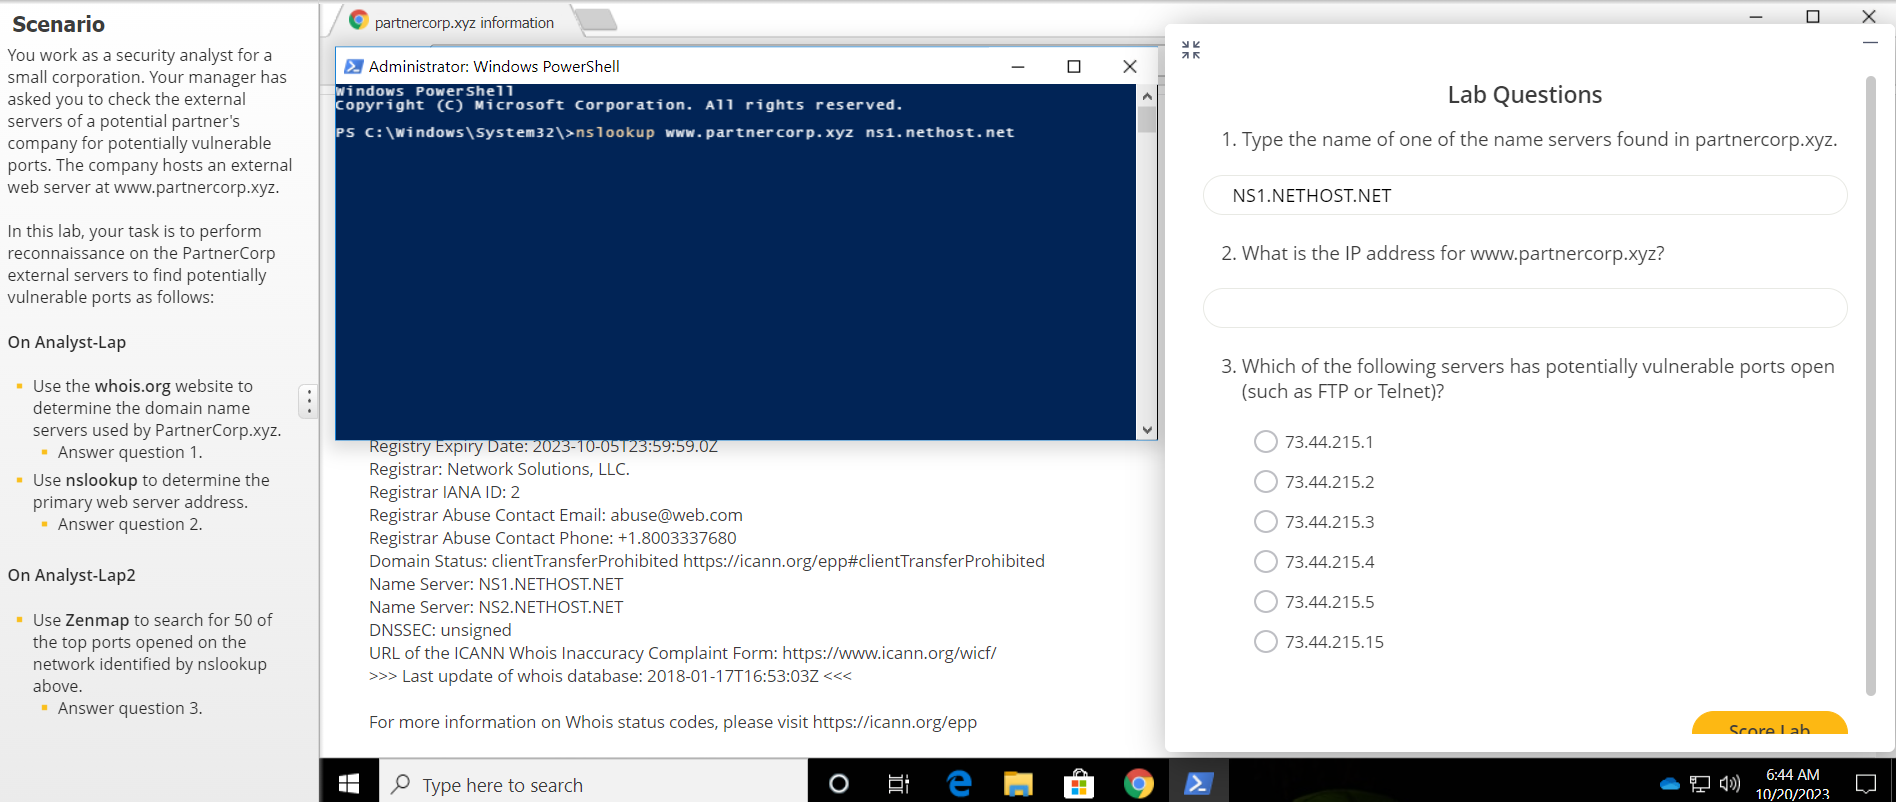 Scenario
You work as a security analyst for a
small corporation. Your manager has
asked you to check the external
servers of a potential partner's
company for potentially vulnerable
ports. The company hosts an external
web server at www.partnercorp.xyz.
In this lab, your task is to perform
reconnaissance on the PartnerCorp
external servers to find potentially
vulnerable ports as follows:
On Analyst-Lap
Use the whois.org website to
determine the domain name
servers used by PartnerCorp.xyz.
Answer question 1.
Use nslookup to determine the
primary web server address.
Answer question 2.
On Analyst-Lap2
Use Zenmap to search for 50 of
the top ports opened on the
network identified by nslookup
above.
Answer question 3.
partnercorp.xyz information
Administrator: Windows PowerShell
Windows PowerShell
Copyright (C) Microsoft Corporation. All rights reserved.
PS C:\Windows\System32\>nslookup www.partnercorp.xyz ns1.nethost.net
Registry Expiry Date: 2023-10-05T23:59:59.0Z
Registrar: Network Solutions, LLC.
Registrar IANA ID: 2
Registrar Abuse Contact Email: abuse@web.com
Registrar Abuse Contact Phone: +1.8003337680
Domain Status: clientTransferProhibited https://icann.org/epp#clientTransferProhibited
Name Server: NS1.NETHOST.NET
Name Server: NS2.NETHOST.NET
DNSSEC: unsigned
URL of the ICANN Whois Inaccuracy Complaint Form: https://www.icann.org/wicf/
>>> Last update of whois database: 2018-01-17T16:53:03Z <<<
For more information on Whois status codes, please visit https://icann.org/epp
Lab Questions
1. Type the name of one of the name servers found in partnercorp.xyz.
NS1.NETHOST.NET
2. What is the IP address for www.partnercorp.xyz?
3. Which of the following servers has potentially vulnerable ports open
(such as FTP or Telnet)?
73.44.215.1
73.44.215.2
73.44.215.3
73.44.215.4
73.44.215.5
73.44.215.15
Score Lab
Type here to search
6:44 AM
10/20/2023